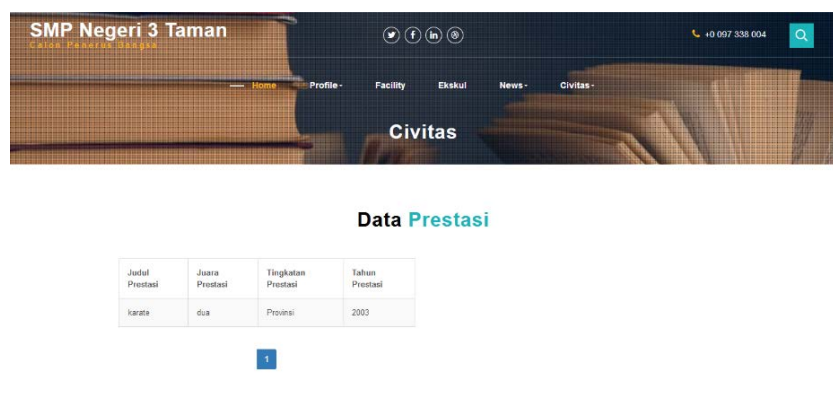 SMP Negeri 3 Taman
Calon Penerus Bangsa
+0 097 338 004
Home Profile- Facility Ekskul News- Civitas-
Civitas
Data Prestasi
Judul Prestasi Juara Prestasi Tingkatan Prestasi Tahun Prestasi
karate dua Provinsi 2003
1